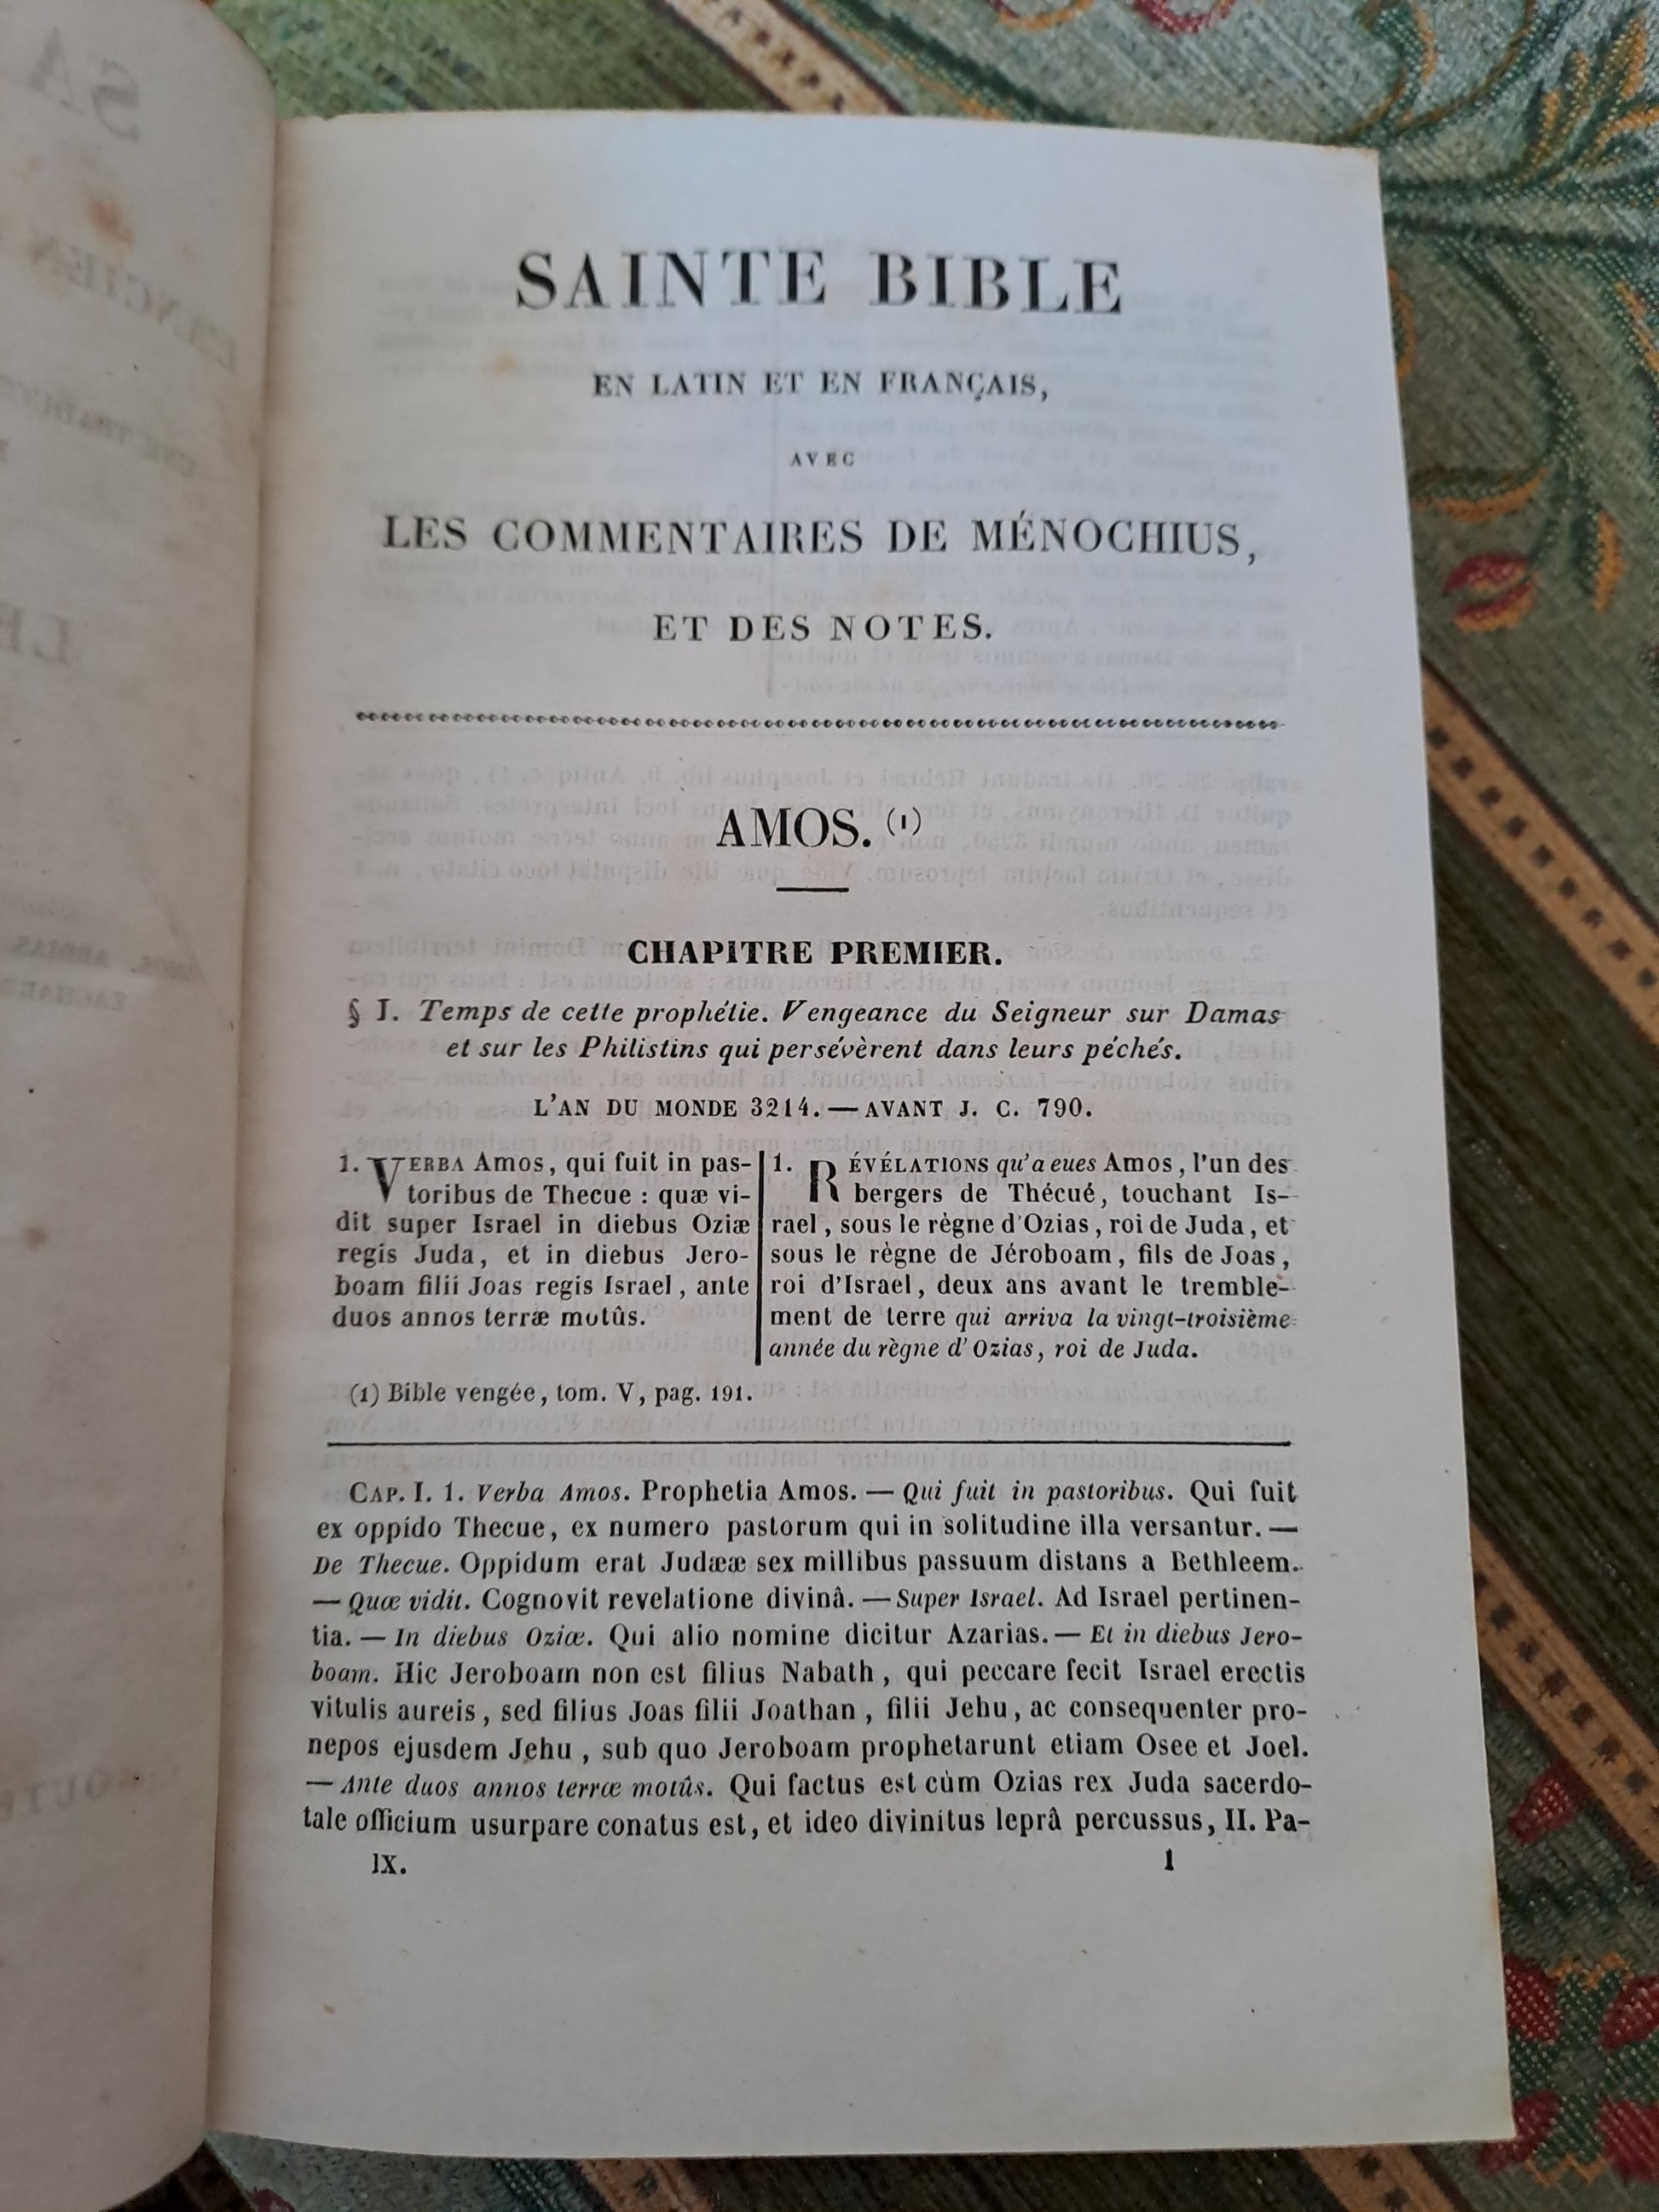 SAINTE BIBLE
EN LATIN ET EN FRANÇAIS,
AVEC
LES COMMENTAIRES DE MÉNOCHIUS,
ET DES NOTES.
AMOS. (1)
CHAPITRE PREMIER.
§ I. Temps de cette prophétie. Vengeance du Seigneur sur Damas
et sur les Philistins qui persévèrent dans leurs péchés.
L'AN DU MONDE 3214. — AVANT J. C. 790.
1. VERBA Amos, qui fuit in pas-
toribus de Thecue : quæ vi-
dit super Israel in diebus Oziæ
regis Juda, et in diebus Jero-
boam filii Joas regis Israel, ante
duos annos terræ motûs.
1. RÉVÉLATIONS qu'a eues Amos, l'un des
bergers de Thécué, touchant Is-
rael, sous le règne d'Ozias, roi de Juda, et
sous le règne de Jéroboam, fils de Joas,
roi d'Israel, deux ans avant le tremble-
ment de terre qui arriva la vingt-troisième
année du règne d'Ozias, roi de Juda.
(1) Bible vengée, tom. V, pag. 191.
CAP. I. 1. Verba Amos. Prophetia Amos. — Qui fuit in pastoribus. Qui fuit
ex oppido Thecue, ex numero pastorum qui in solitudine illa versantur. —
De Thecue. Oppidum erat Judææ sex millibus passuum distans a Bethleem.
— Quæ vidit. Cognovit revelatione divinâ. — Super Israel. Ad Israel pertinen-
tia. — In diebus Oziæ. Qui alio nomine dicitur Azarias. — Et in diebus Jero-
boam. Hic Jeroboam non est filius Nabath, qui peccare fecit Israel erectis
vitulis aureis, sed filius Joas filii Joathan, filii Jehu, ac consequenter pro-
nepos ejusdem Jehu, sub quo Jeroboam prophetarunt etiam Osee et Joel.
— Ante duos annos terræ motûs. Qui factus est cùm Ozias rex Juda sacerdo-
tale officium usurpare conatus est, et ideo divinitus leprâ percussus, II. Pa-
IX. 1